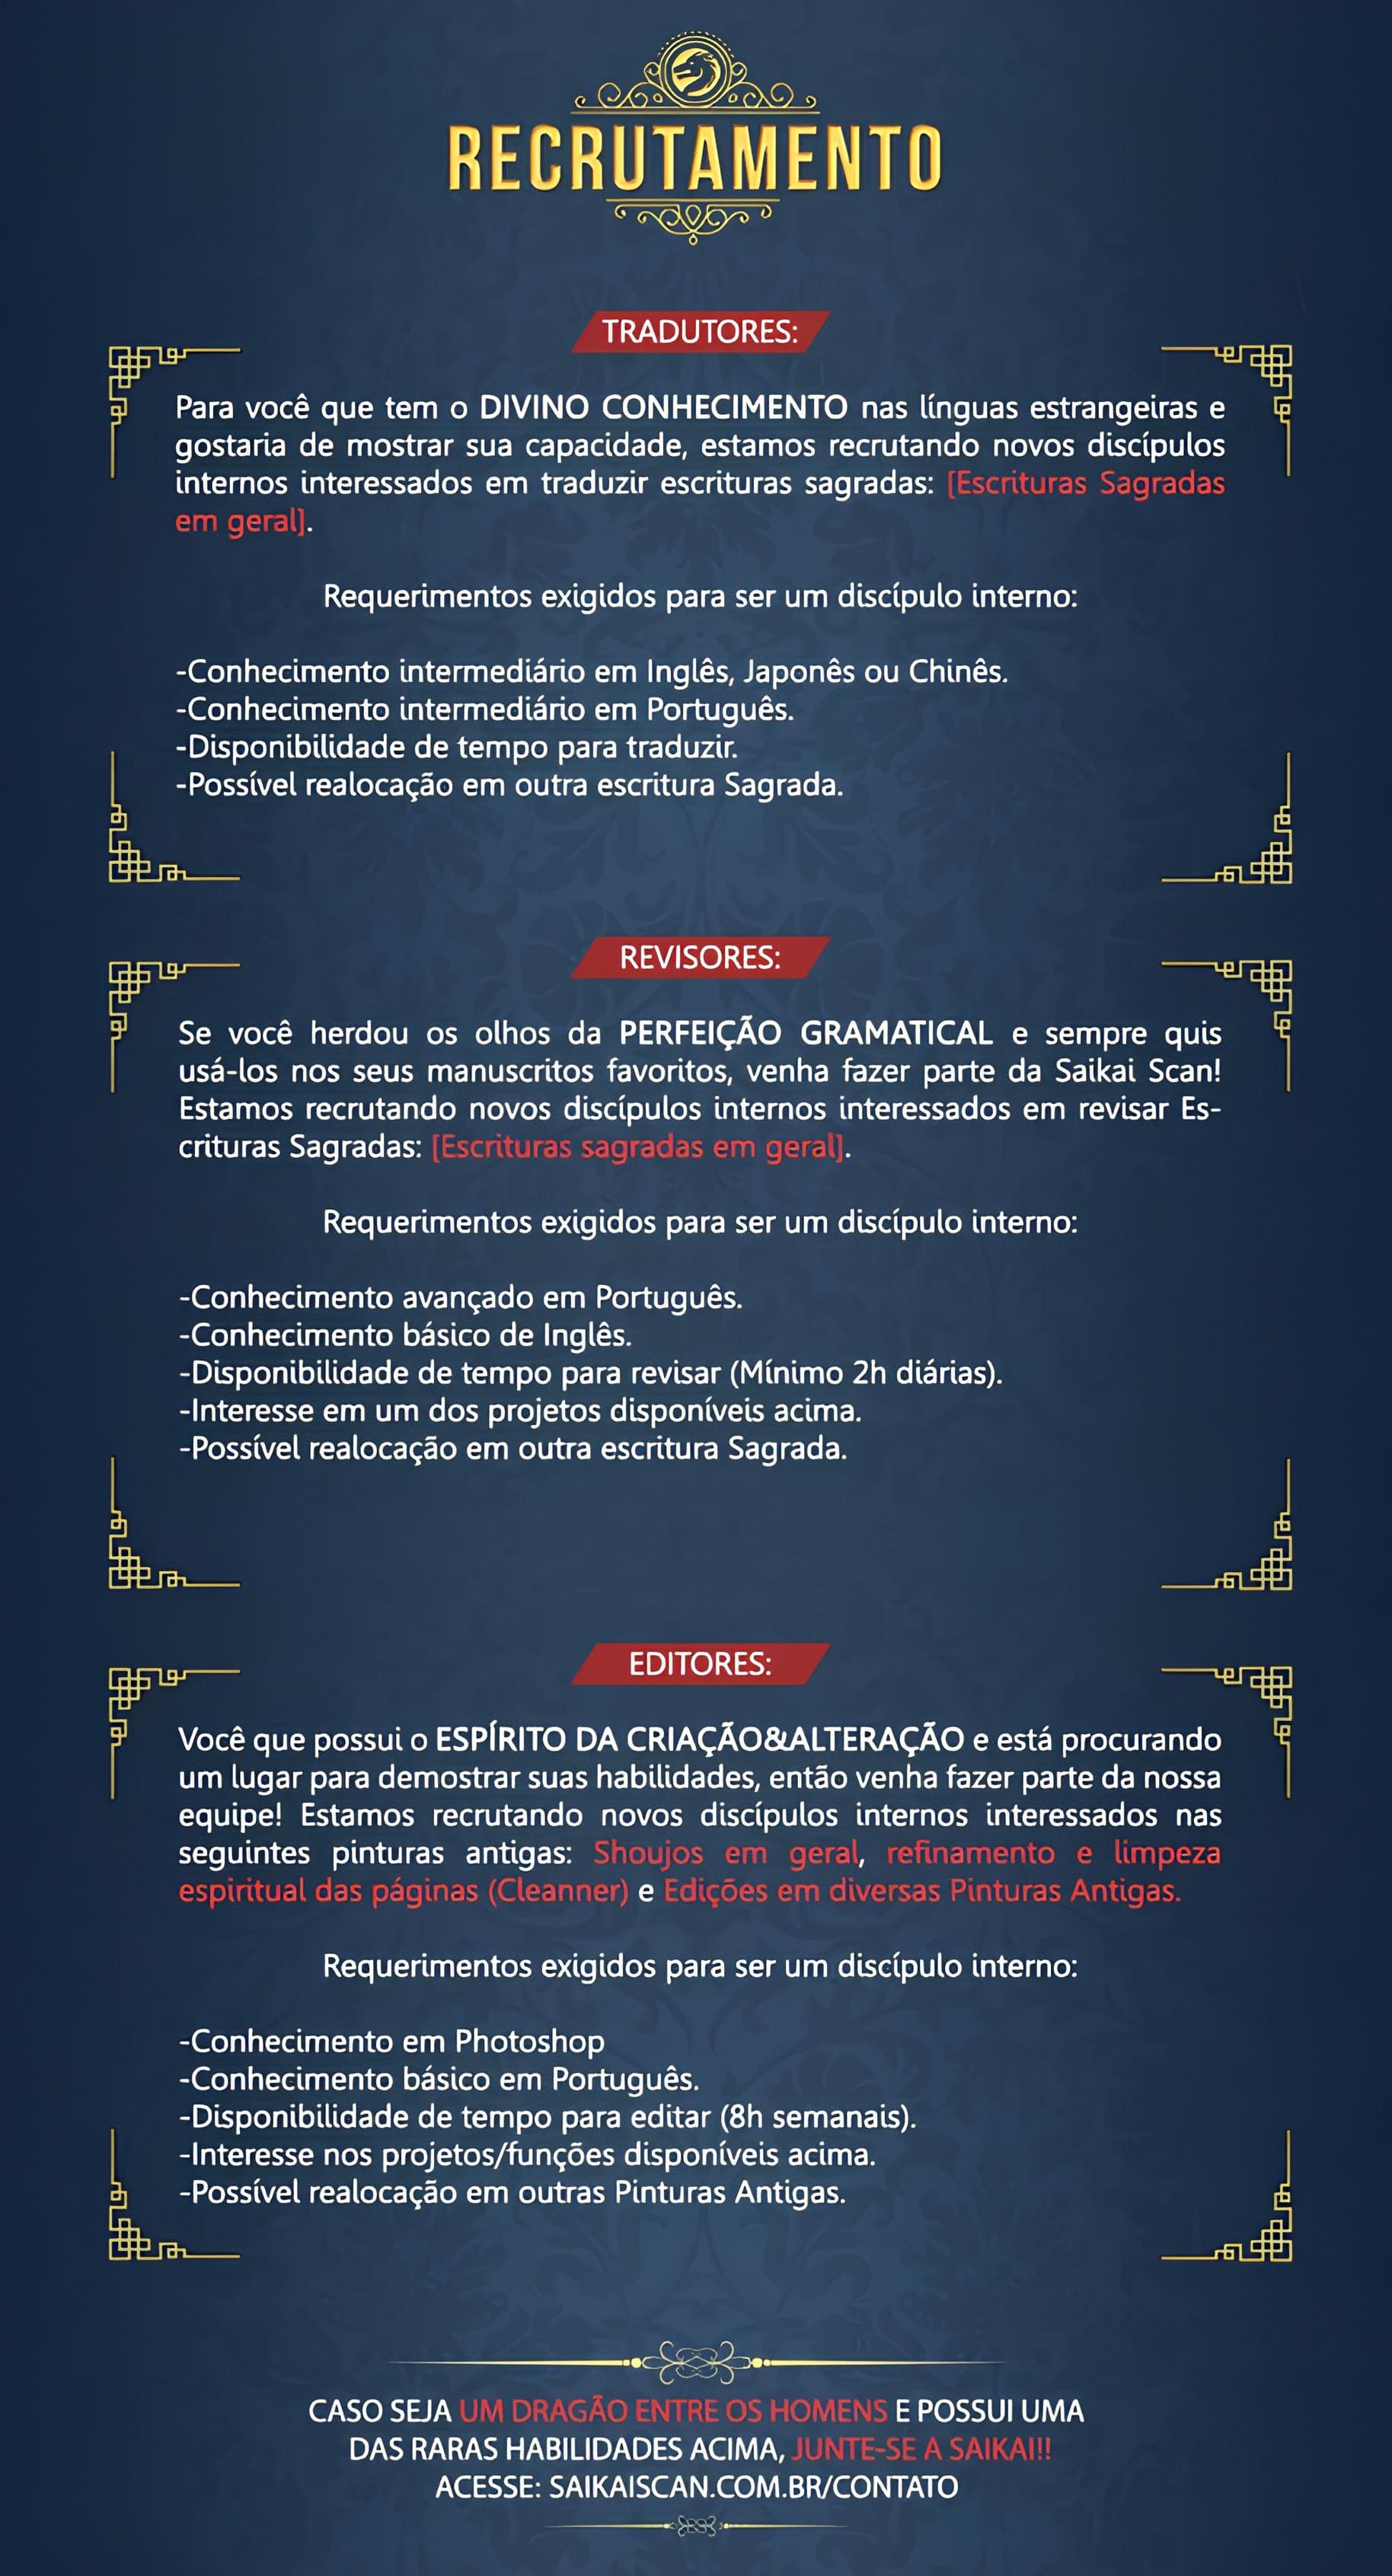 RECRUTAMENTO
TRADUTORES:
Para você que tem o DIVINO CONHECIMENTO nas línguas estrangeiras e
gostaria de mostrar sua capacidade, estamos recrutando novos discípulos
internos interessados em traduzir escrituras sagradas: [Escrituras Sagradas
em geral].
Requerimentos exigidos para ser um discípulo interno:
-Conhecimento intermediário em Inglês, Japonês ou Chinês.
-Conhecimento intermediário em Português.
-Disponibilidade de tempo para traduzir.
-Possível realocação em outra escritura Sagrada.
REVISORES:
Se você herdou os olhos da PERFEIÇÃO GRAMATICAL e sempre quis
usá-los nos seus manuscritos favoritos, venha fazer parte da Saikai Scan!
Estamos recrutando novos discípulos internos interessados em revisar Es-
crituras Sagradas: [Escrituras sagradas em geral].
Requerimentos exigidos para ser um discípulo interno:
-Conhecimento avançado em Português.
-Conhecimento básico de Inglês.
-Disponibilidade de tempo para revisar (Mínimo 2h diárias).
-Interesse em um dos projetos disponíveis acima.
-Possível realocação em outra escritura Sagrada.
EDITORES:
Você que possui o ESPÍRITO DA CRIAÇÃO&ALTERAÇÃO e está procurando
um lugar para demostrar suas habilidades, então venha fazer parte da nossa
equipe! Estamos recrutando novos discípulos internos interessados nas
seguintes pinturas antigas: Shoujos em geral, refinamento e limpeza
espiritual das páginas (Cleanner) e Edições em diversas Pinturas Antigas.
Requerimentos exigidos para ser um discípulo interno:
-Conhecimento em Photoshop
-Conhecimento básico em Português.
-Disponibilidade de tempo para editar (8h semanais).
-Interesse nos projetos/funções disponíveis acima.
-Possível realocação em outras Pinturas Antigas.
CASO SEJA UM DRAGÃO ENTRE OS HOMENS E POSSUI UMA
DAS RARAS HABILIDADES ACIMA, JUNTE-SE A SAIKAI!!
ACESSE: SAIKAISCAN.COM.BR/CONTATO